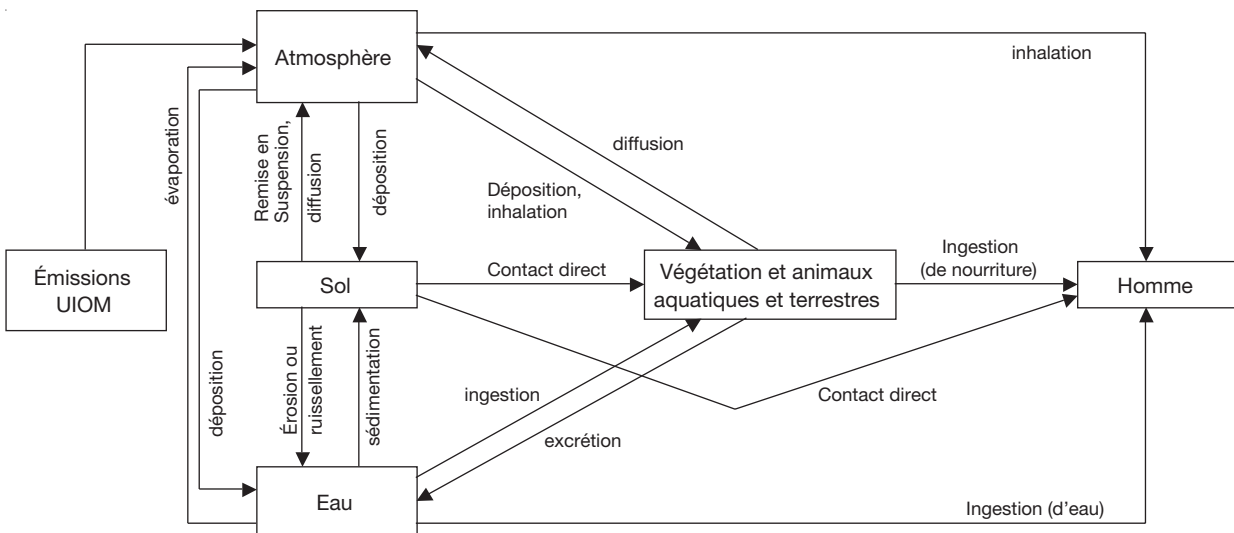 Atmosphère
inhalation
évaporation
Remise en
Suspension,
diffusion
déposition
diffusion
Déposition,
inhalation
Émissions
UIOM
Sol
Contact direct
Végétation et animaux
aquatiques et terrestres
Ingestion
(de nourriture)
Homme
déposition
Érosion ou
ruissellement
sédimentation
ingestion
excrétion
Contact direct
Eau
Ingestion (d'eau)